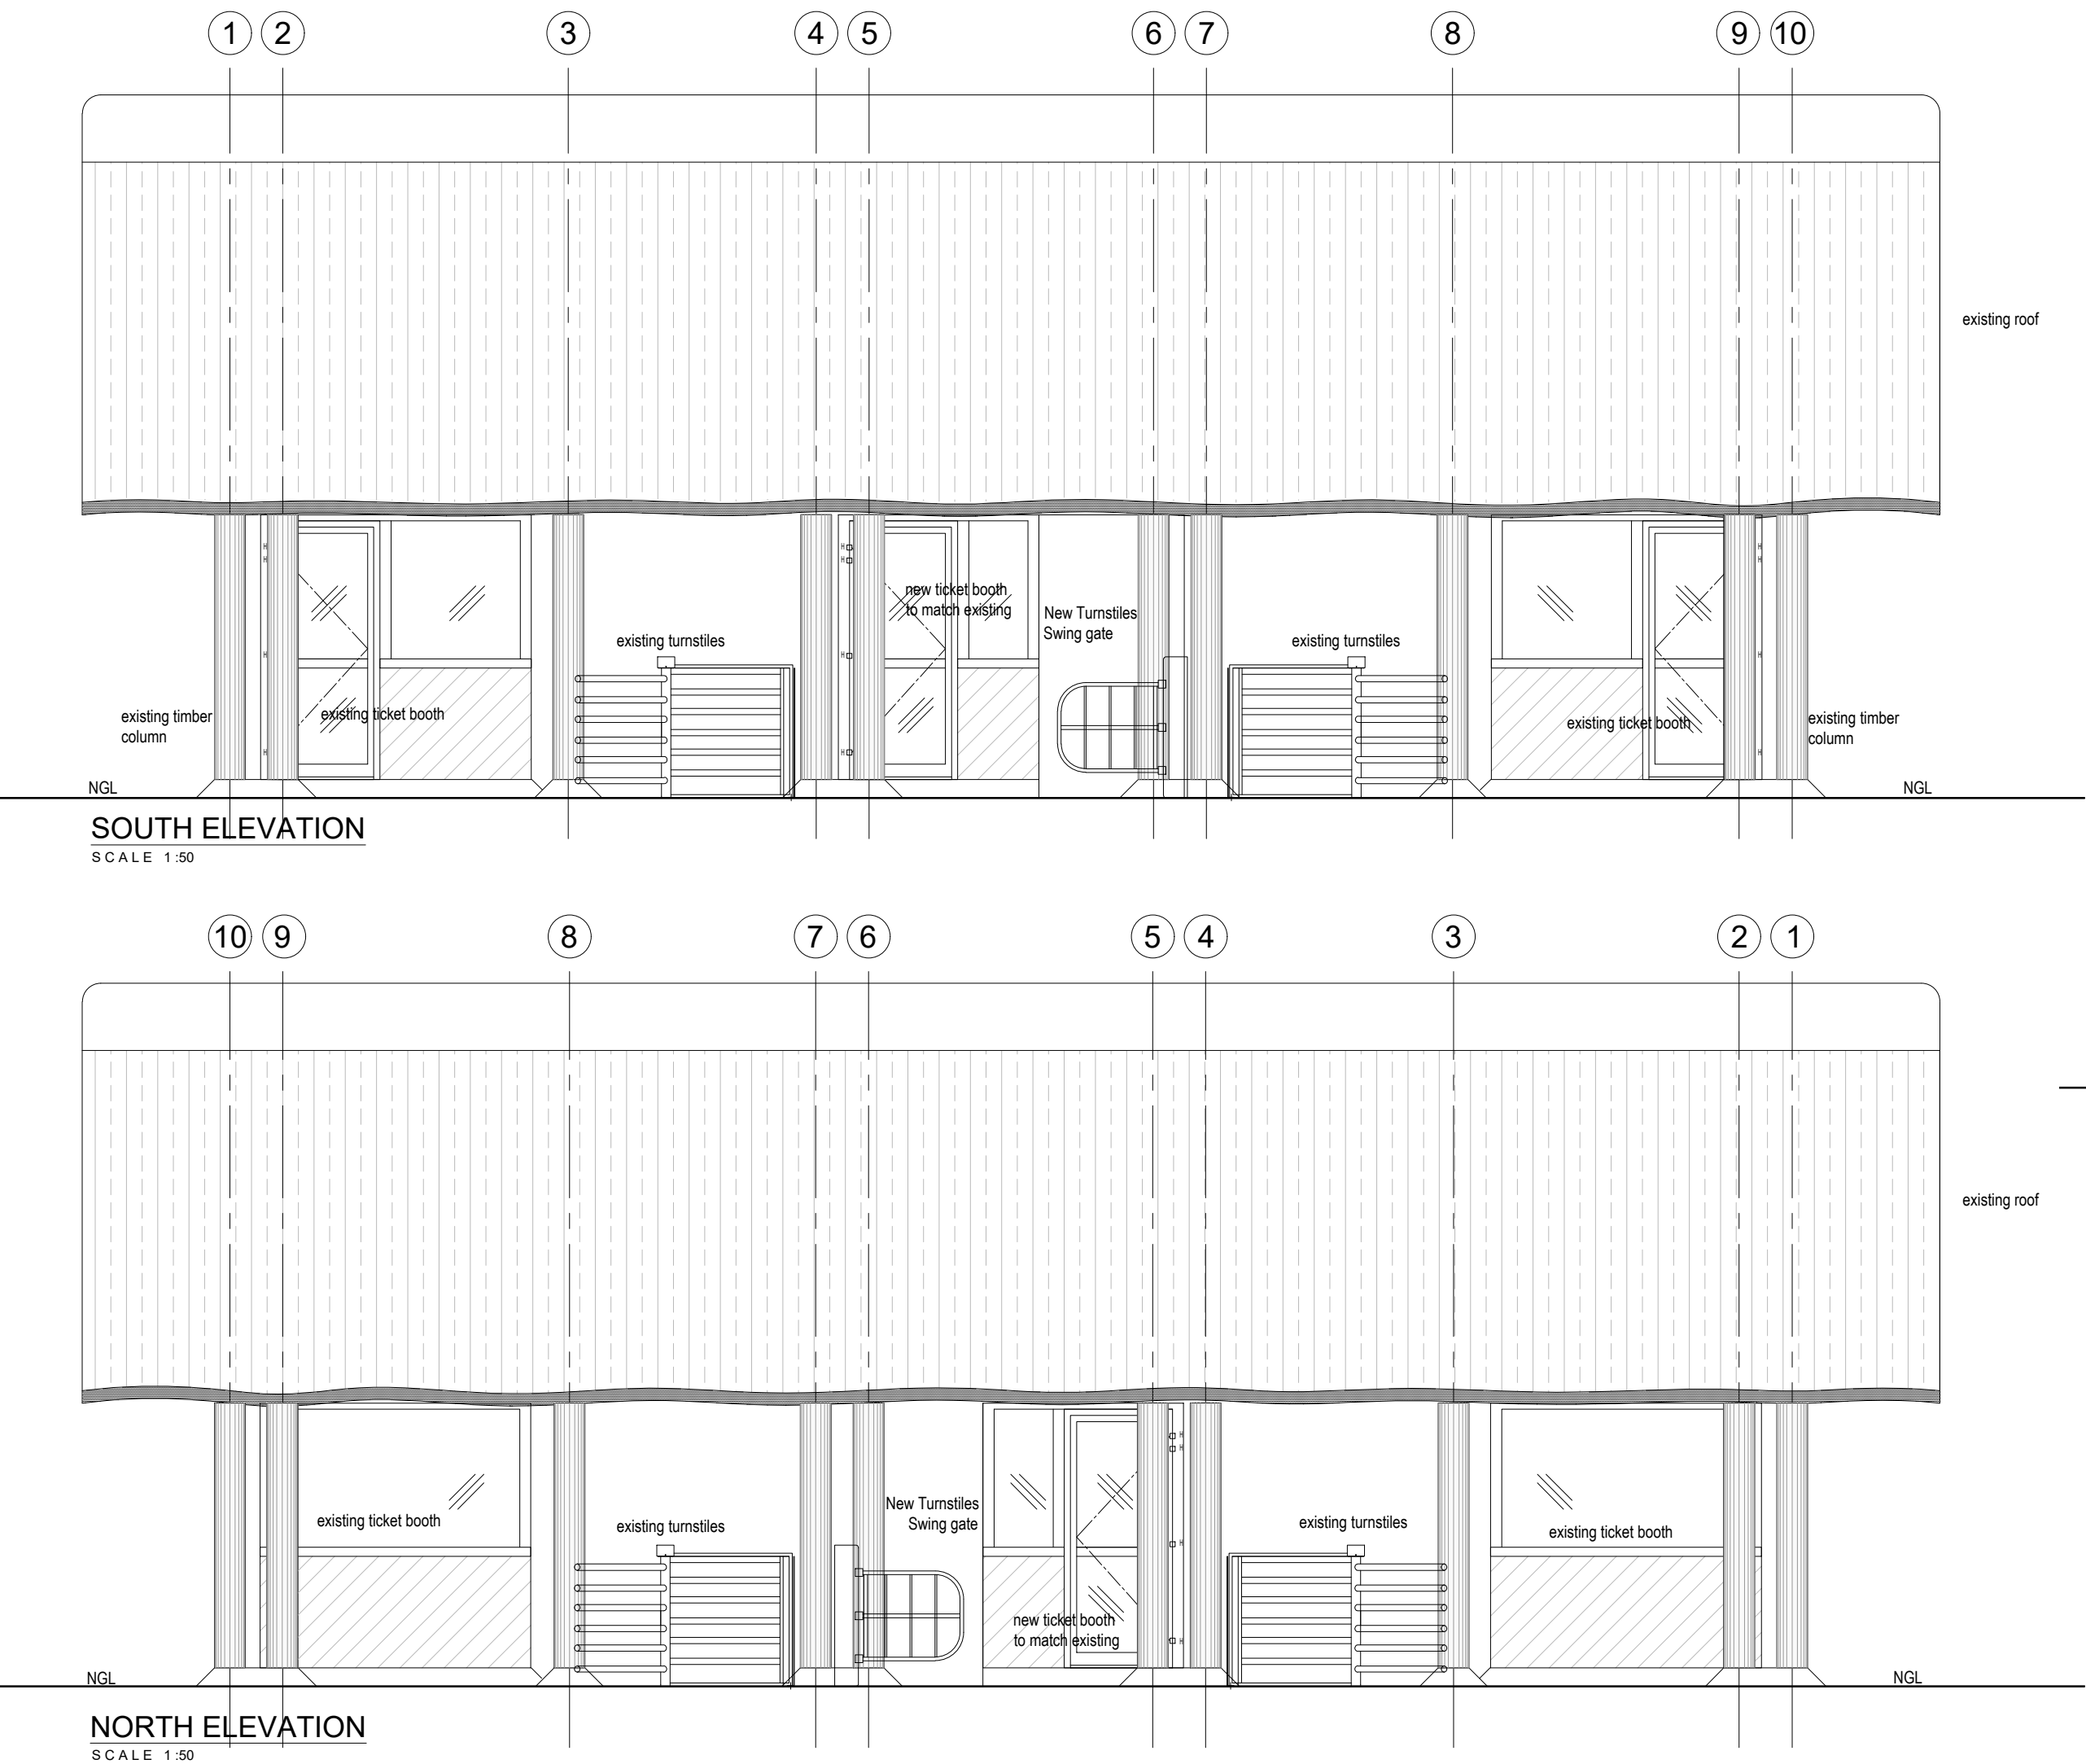 1 2 3 4 5 6 7 8 9 10
existing roof
new ticket booth
to match existing
New Turnstiles
Swing gate
existing turnstiles
existing turnstiles
existing ticket booth
existing ticket booth
existing timber
column
existing timber
column
NGL
NGL
SOUTH ELEVATION
SCALE 1:50
10 9 8 7 6 5 4 3 2 1
existing roof
New Turnstiles
Swing gate
existing ticket booth
existing turnstiles
existing turnstiles
existing ticket booth
new ticket booth
to match existing
NGL
NGL
NORTH ELEVATION
SCALE 1:50